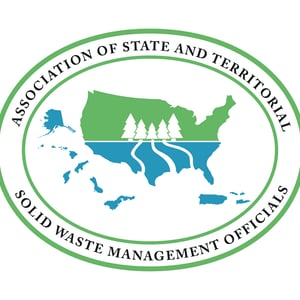 ASSOCIATION OF STATE AND TERRITORIAL
SOLID WASTE MANAGEMENT OFFICIALS